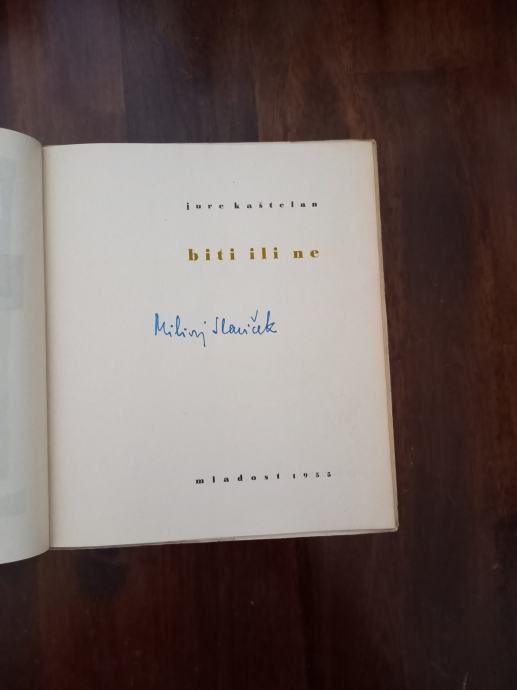 jure kaštelan
biti ili ne
Milivoj Slaviček
mladost 1955